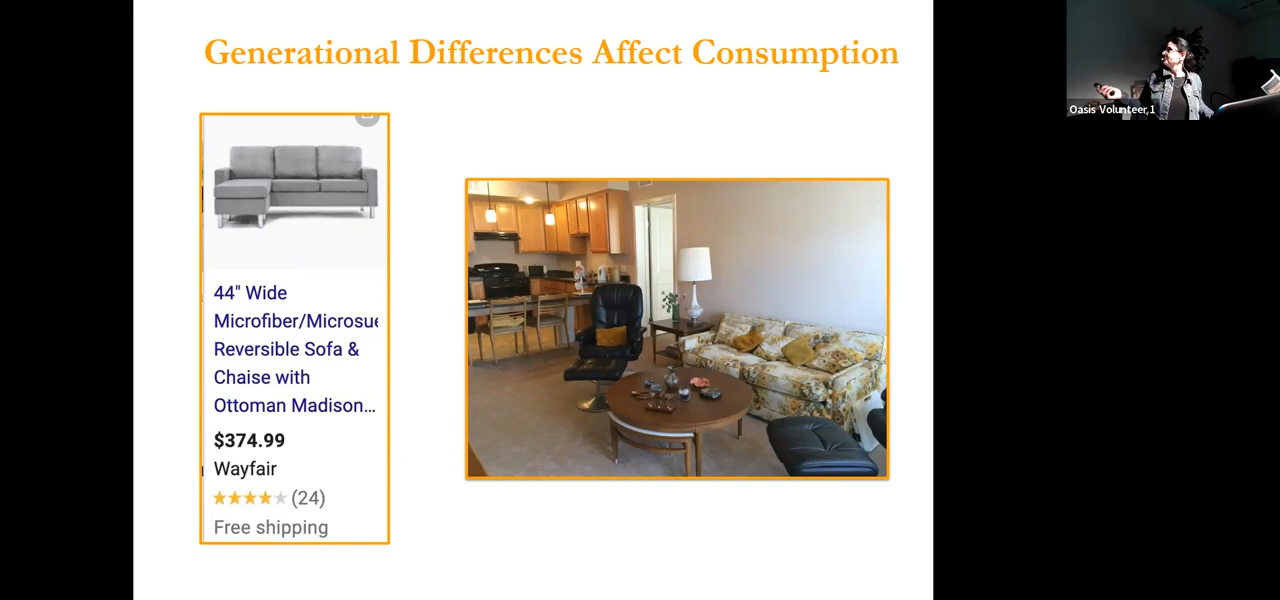 Generational Differences Affect Consumption
Oasis Volunteer,1
44" Wide
Microfiber/Microsue
Reversible Sofa &
Chaise with
Ottoman Madison...
$374.99
Wayfair
(24)
Free shipping